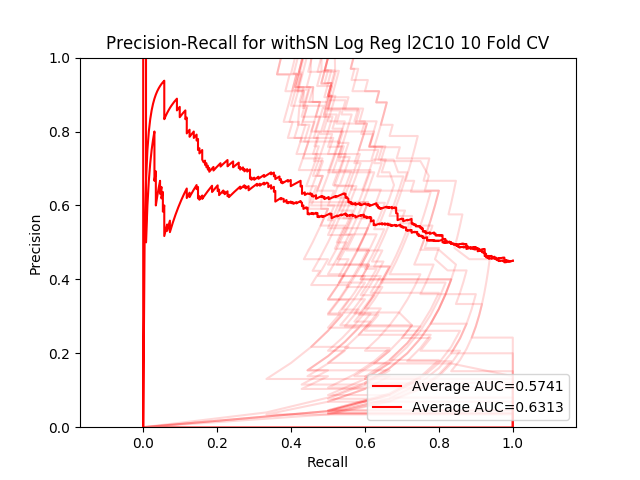 Precision-Recall for withSN Log Reg l2C10 10 Fold CV
Precision
1.0
0.8
0.6
0.4
0.2
0.0
0.0 0.2 0.4 0.6 0.8 1.0
Recall
Average AUC=0.5741
Average AUC=0.6313